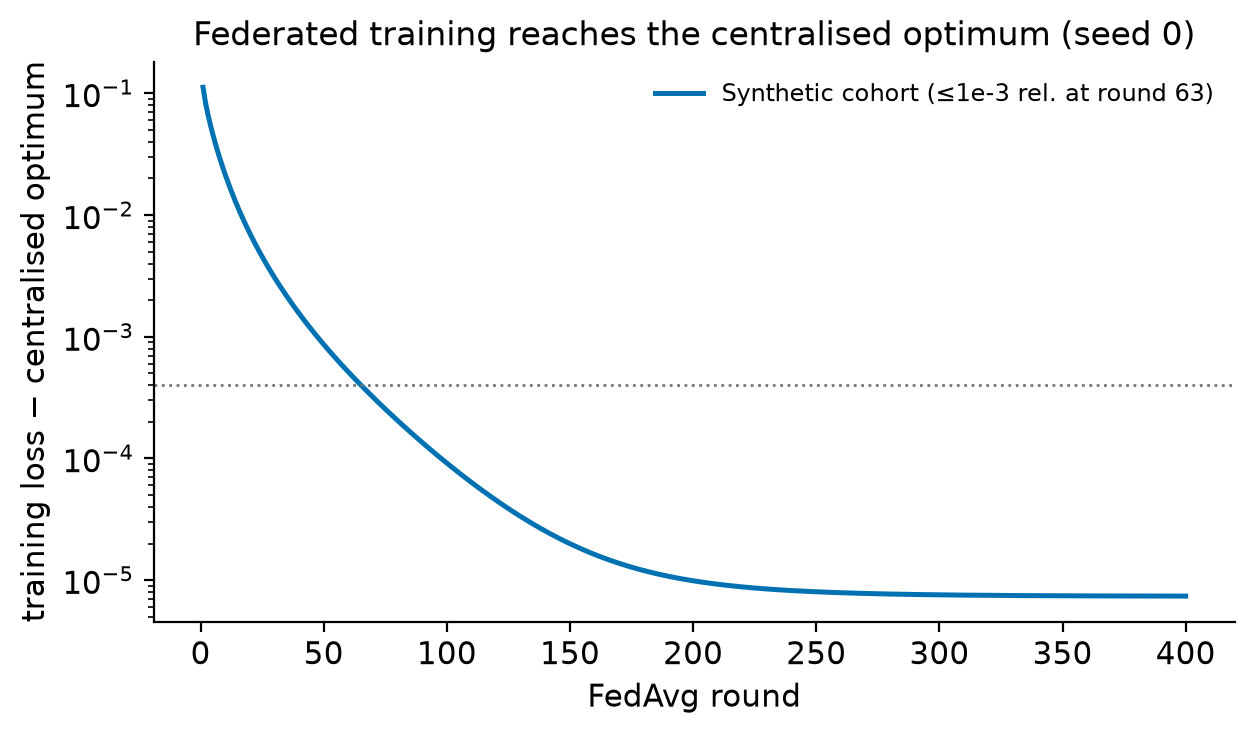 Federated training reaches the centralised optimum (seed 0)
Synthetic cohort (≤1e-3 rel. at round 63)
training loss − centralised optimum
10⁻¹
10⁻²
10⁻³
10⁻⁴
10⁻⁵
0 50 100 150 200 250 300 350 400
FedAvg round